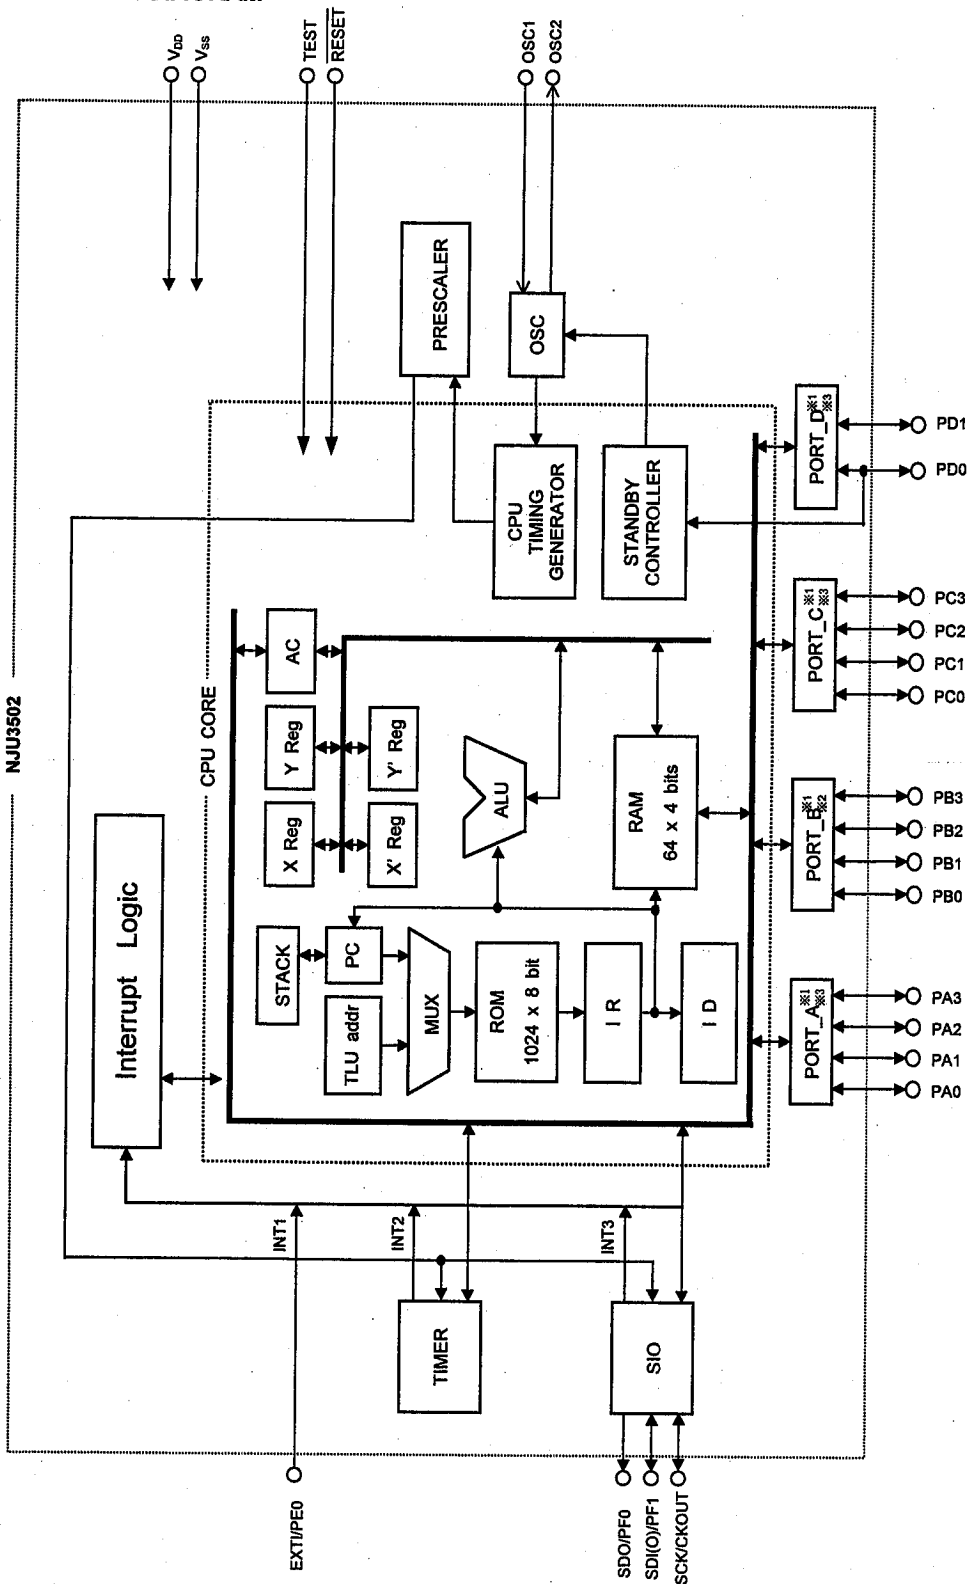 NJU3502
VDD
VSS
TEST
RESET
OSC1
OSC2
PRESCALER
OSC
CPU CORE
CPU
TIMING
GENERATOR
STANDBY
CONTROLLER
Interrupt Logic
STACK
PC
TLU addr
MUX
ROM
1024 x 8 bit
I R
I D
X Reg
Y Reg
AC
X' Reg
Y' Reg
ALU
RAM
64 x 4 bits
INT1
INT2
INT3
TIMER
SIO
EXTI/PE0
SDO/PF0
SDI(O)/PF1
SCK/CKOUT
PORT_A※1※3
PA0
PA1
PA2
PA3
PORT_B※1※2
PB0
PB1
PB2
PB3
PORT_C※1※3
PC0
PC1
PC2
PC3
PORT_D※1※3
PD0
PD1